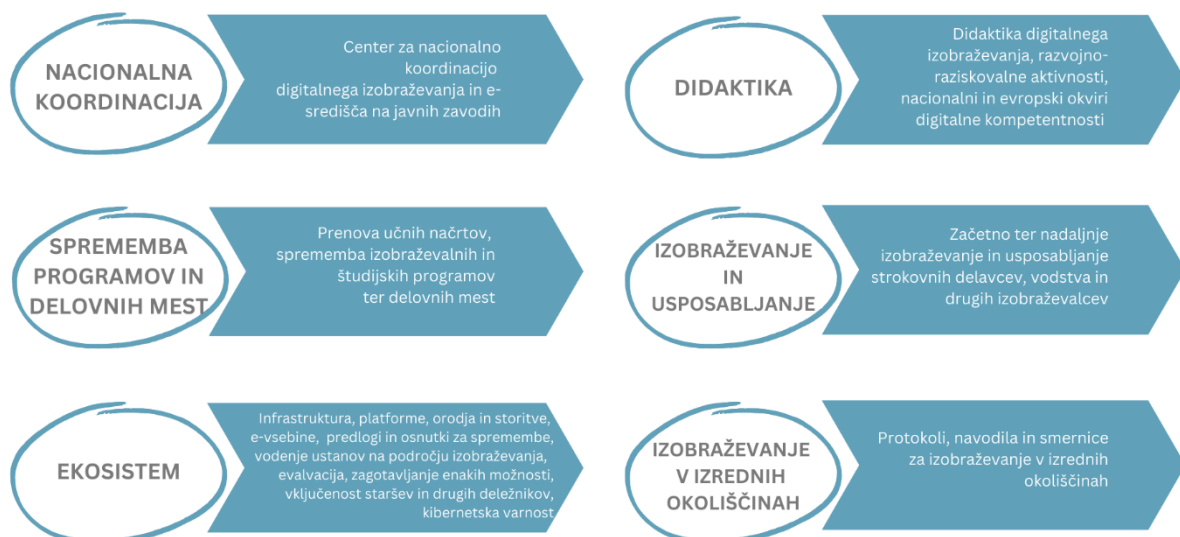 NACIONALNA
KOORDINACIJA
Center za nacionalno
koordinacijo
digitalnega izobraževanja in e-
središča na javnih zavodih
DIDAKTIKA
Didaktika digitalnega
izobraževanja, razvojno-
raziskovalne aktivnosti,
nacionalni in evropski okviri
digitalne kompetentnosti
SPREMEMBA
PROGRAMOV IN
DELOVNIH MEST
Prenova učnih načrtov,
sprememba izobraževalnih in
študijskih programov
ter delovnih mest
IZOBRAŽEVANJE
IN
USPOSABLJANJE
Začetno ter nadaljnje
izobraževanje in usposabljanje
strokovnih delavcev, vodstva in
drugih izobraževalcev
EKOSISTEM
Infrastruktura, platforme, orodja in storitve,
e-vsebine, predlogi in osnutki za spremembe,
vodenje ustanov na področju izobraževanja,
evalvacija, zagotavljanje enakih možnosti,
vključenost staršev in drugih deležnikov,
kibernetska varnost
IZOBRAŽEVANJE
V IZREDNIH
OKOLIŠČINAH
Protokoli, navodila in smernice
za izobraževanje v izrednih
okoliščinah